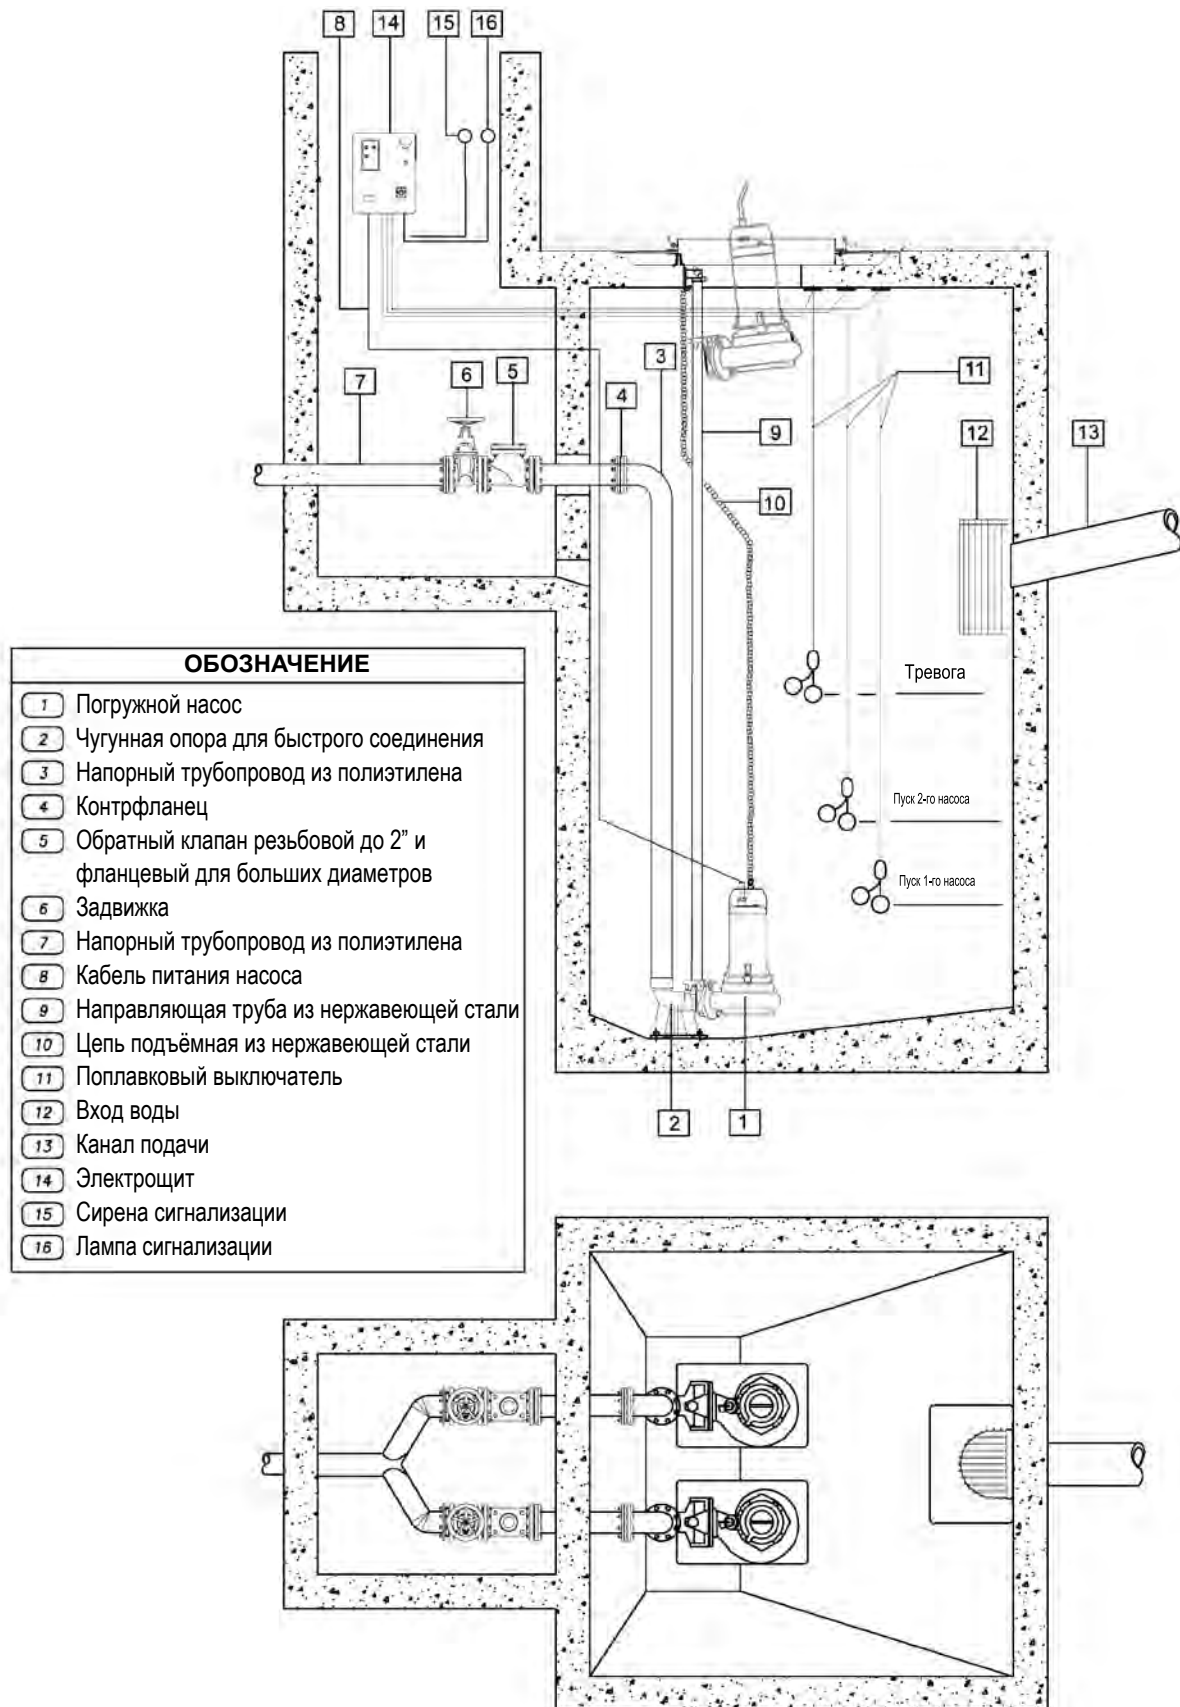 8 14 15 16
3
11
7
6
5
4
9
12
13
10
Тревога
Пуск 2-го насоса
Пуск 1-го насоса
2 1
ОБОЗНАЧЕНИЕ
1 Погружной насос
2 Чугунная опора для быстрого соединения
3 Напорный трубопровод из полиэтилена
4 Контрфланец
5 Обратный клапан резьбовой до 2” и
фланцевый для больших диаметров
6 Задвижка
7 Напорный трубопровод из полиэтилена
8 Кабель питания насоса
9 Направляющая труба из нержавеющей стали
10 Цепь подъёмная из нержавеющей стали
11 Поплавковый выключатель
12 Вход воды
13 Канал подачи
14 Электрощит
15 Сирена сигнализации
16 Лампа сигнализации